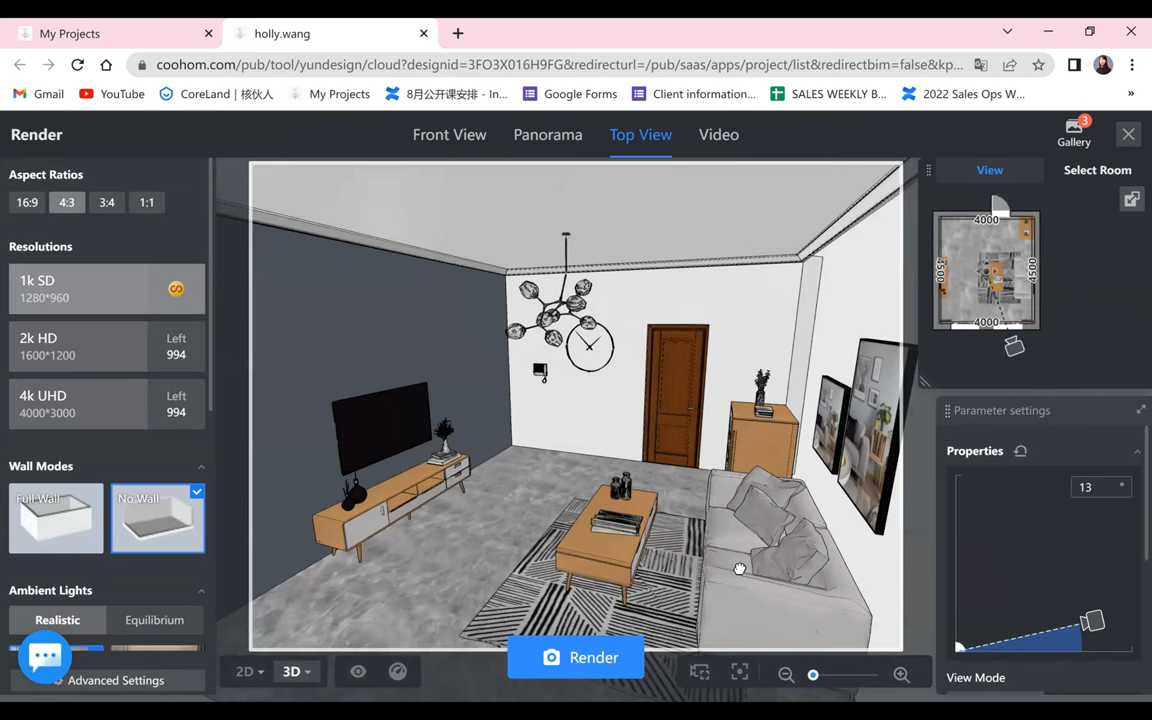 My Projects
holly.wang
coohom.com/pub/tool/yundesign/cloud?designid=3FO3X016H9FG&redirecturl=/pub/saas/apps/project/list&redirectbim=false&kp...
Gmail
YouTube
CoreLand | 核伙人
My Projects
8月公开课安排 - In...
Google Forms
Client information...
SALES WEEKLY B...
2022 Sales Ops W...
»
Render
Front View
Panorama
Top View
Video
3
Gallery
Aspect Ratios
16:9
4:3
3:4
1:1
Resolutions
1k SD
1280*960
2k HD
1600*1200
Left
994
4k UHD
4000*3000
Left
994
Wall Modes
Full Wall
No Wall
Ambient Lights
Realistic
Equilibrium
Advanced Settings
2D
3D
Render
View
Select Room
4000
4500
4500
4000
Parameter settings
Properties
13 °
View Mode